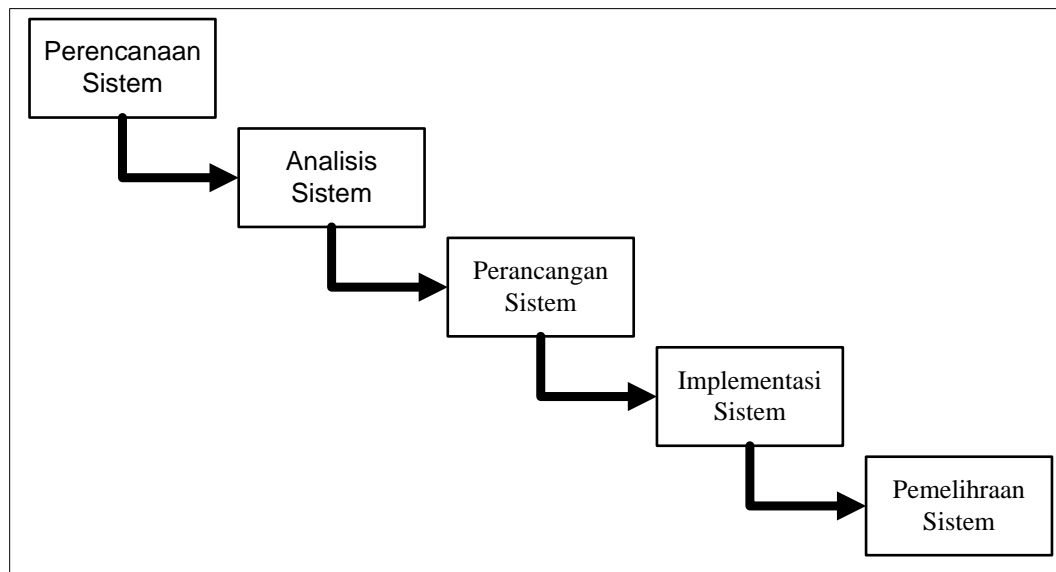 Perencanaan
Sistem
Analisis
Sistem
Perancangan
Sistem
Implementasi
Sistem
Pemelihraan
Sistem